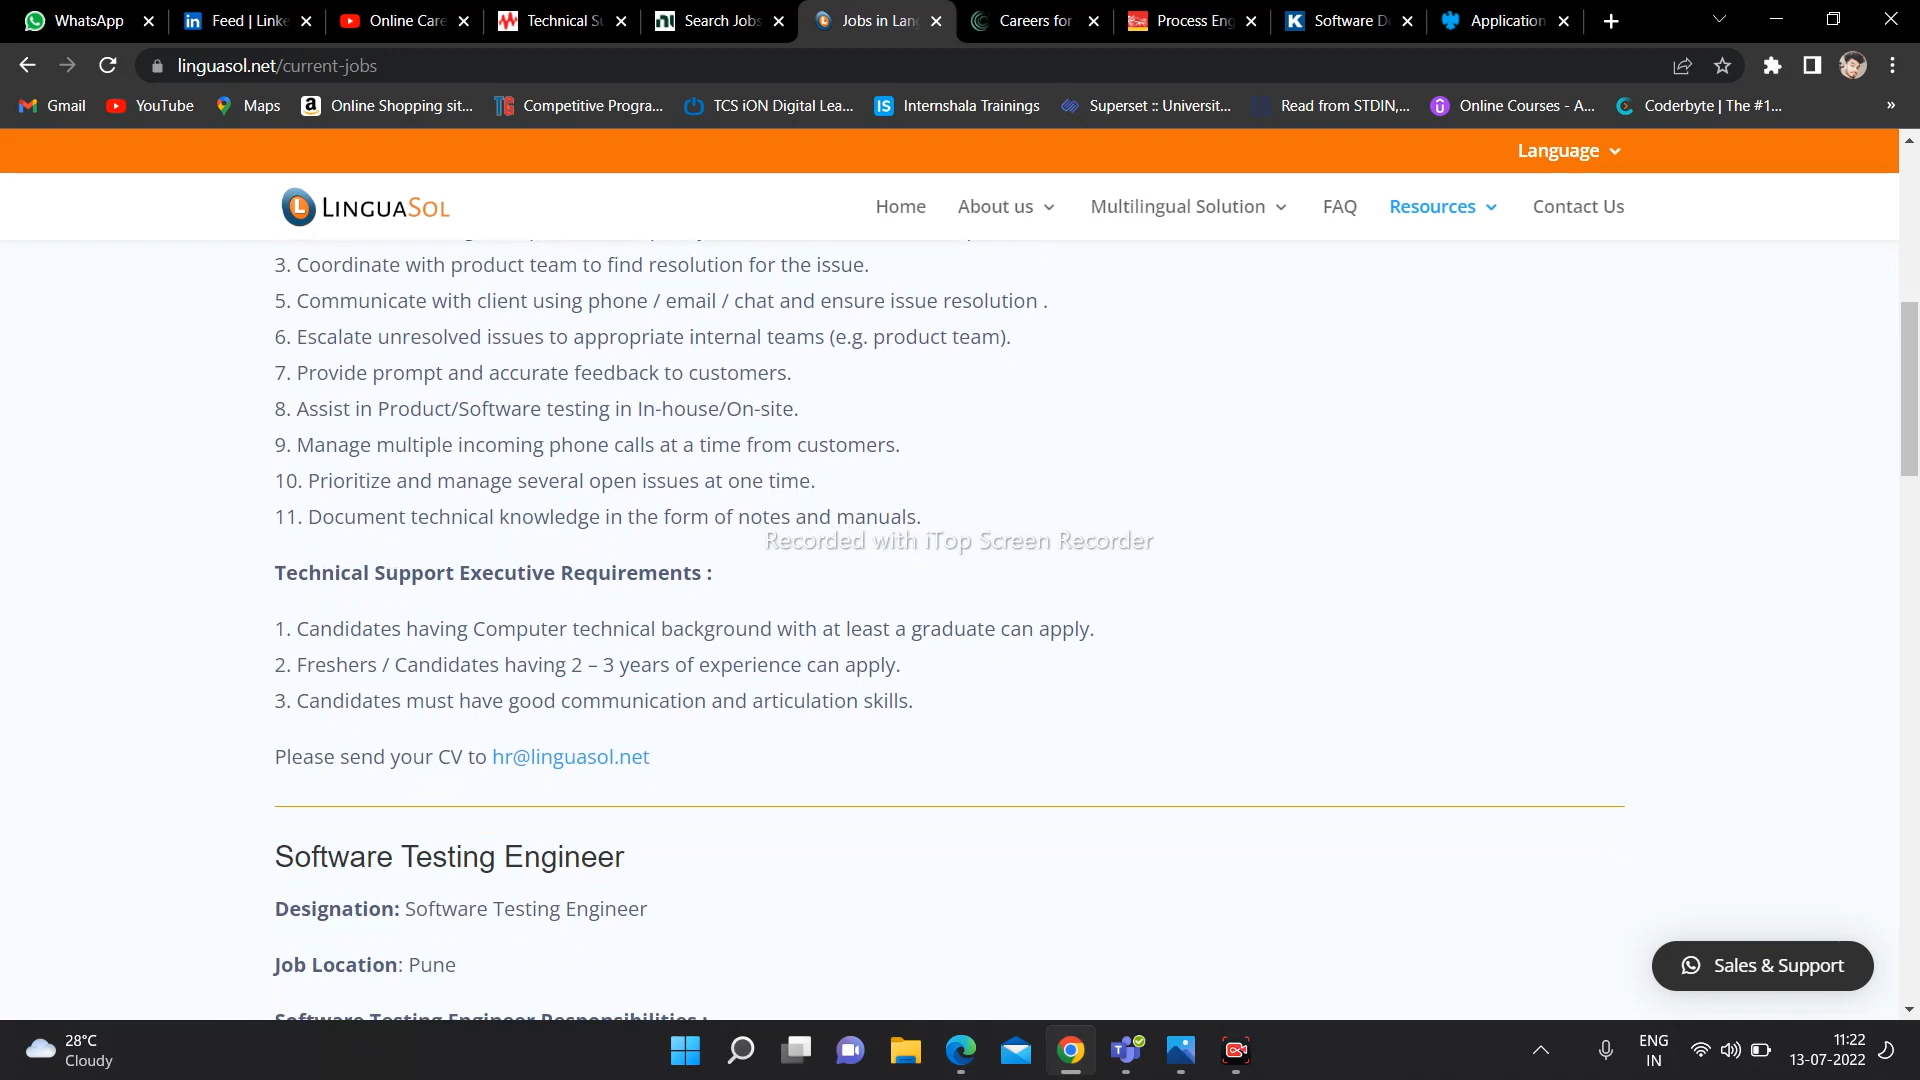 WhatsApp
Feed | Linke
Online Care
Technical Su
Search Jobs
Jobs in Lang
Careers for
Process Eng
Software De
Application
linguasol.net/current-jobs
Gmail
YouTube
Maps
Online Shopping sit...
Competitive Progra...
TCS iON Digital Lea...
Internshala Trainings
Superset :: Universit...
Read from STDIN,...
Online Courses - A...
Coderbyte | The #1...
Language
LINGUASOL
Home
About us
Multilingual Solution
FAQ
Resources
Contact Us
3. Coordinate with product team to find resolution for the issue.
5. Communicate with client using phone / email / chat and ensure issue resolution .
6. Escalate unresolved issues to appropriate internal teams (e.g. product team).
7. Provide prompt and accurate feedback to customers.
8. Assist in Product/Software testing in In-house/On-site.
9. Manage multiple incoming phone calls at a time from customers.
10. Prioritize and manage several open issues at one time.
11. Document technical knowledge in the form of notes and manuals.
Recorded with iTop Screen Recorder
Technical Support Executive Requirements :
1. Candidates having Computer technical background with at least a graduate can apply.
2. Freshers / Candidates having 2 – 3 years of experience can apply.
3. Candidates must have good communication and articulation skills.
Please send your CV to hr@linguasol.net
Software Testing Engineer
Designation: Software Testing Engineer
Job Location: Pune
Software Testing Engineer Responsibilities :
Sales & Support
28°C
Cloudy
ENG
IN
11:22
13-07-2022